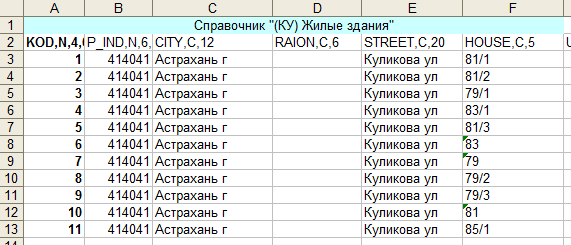 A B C D E F
1 Справочник "(КУ) Жилые здания"
2 KOD,N,4,0 P_IND,N,6, CITY,C,12 RAION,C,6 STREET,C,20 HOUSE,C,5 U
3 1 414041 Астрахань г Куликова ул 81/1
4 2 414041 Астрахань г Куликова ул 81/2
5 3 414041 Астрахань г Куликова ул 79/1
6 4 414041 Астрахань г Куликова ул 83/1
7 5 414041 Астрахань г Куликова ул 81/3
8 6 414041 Астрахань г Куликова ул 83
9 7 414041 Астрахань г Куликова ул 79
10 8 414041 Астрахань г Куликова ул 79/2
11 9 414041 Астрахань г Куликова ул 79/3
12 10 414041 Астрахань г Куликова ул 81
13 11 414041 Астрахань г Куликова ул 85/1